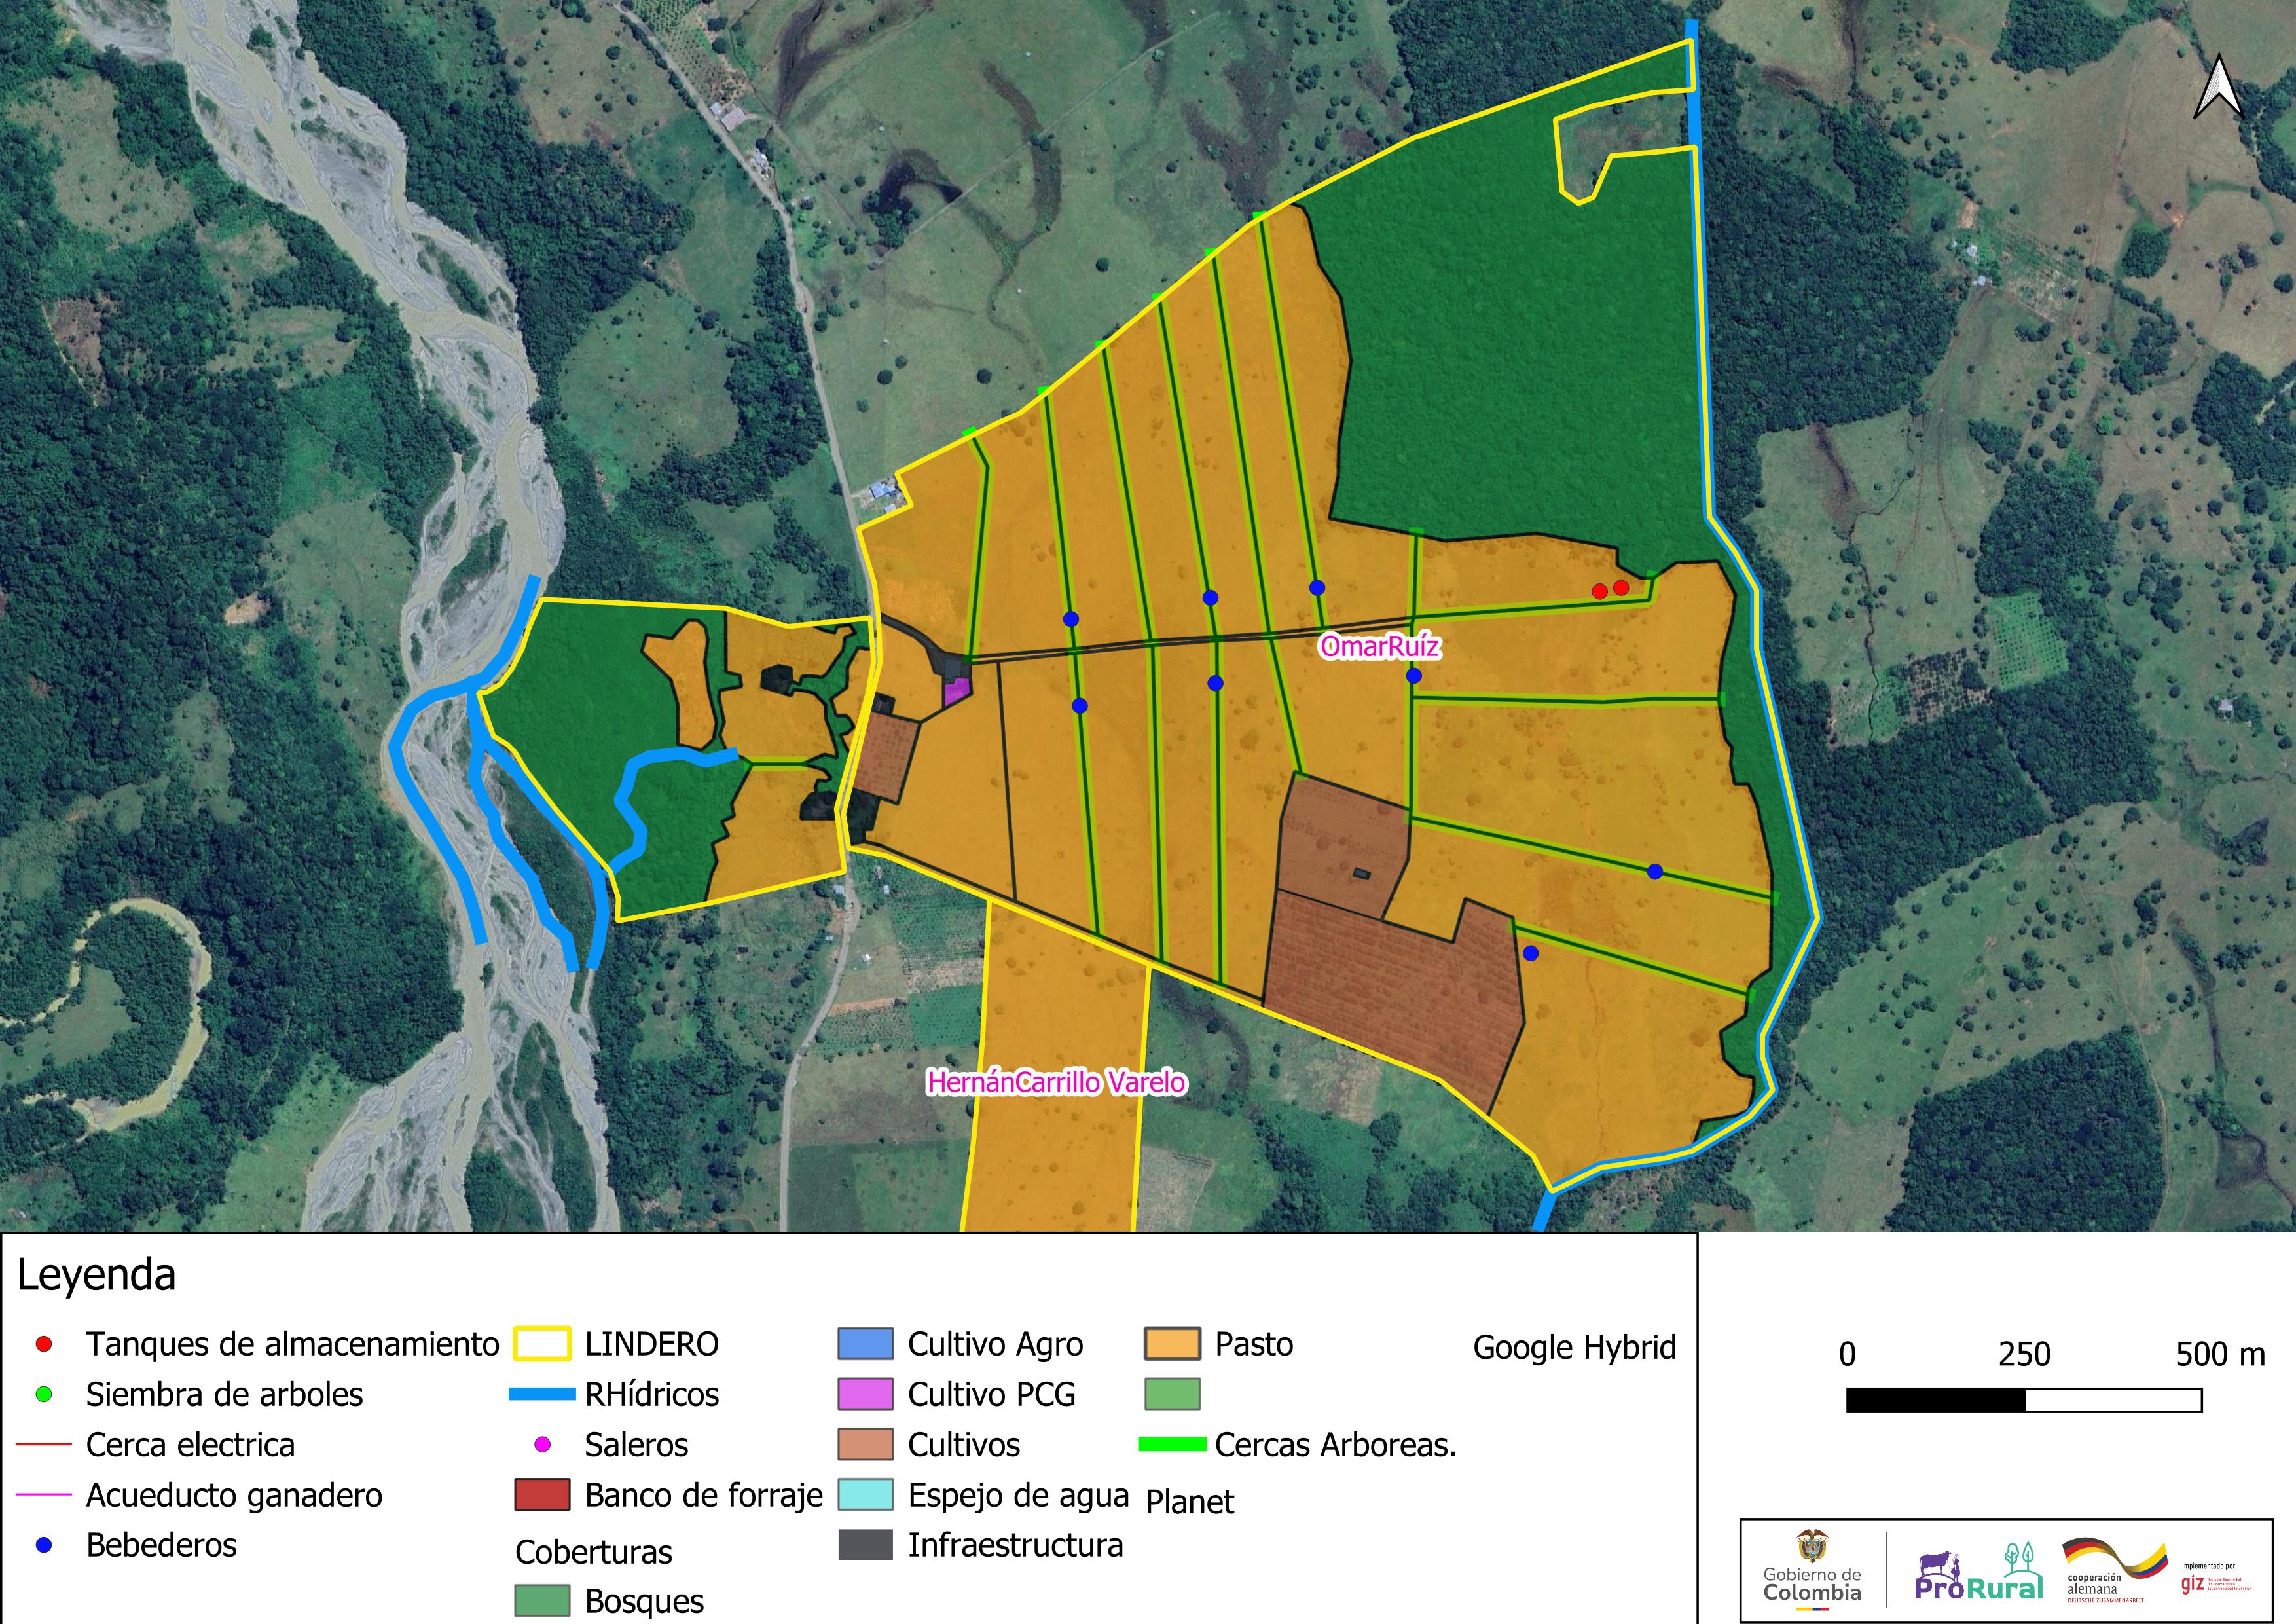 OmarRuíz
HernánCarrillo Varelo
Leyenda
Tanques de almacenamiento
Siembra de arboles
Cerca electrica
Acueducto ganadero
Bebederos
LINDERO
RHídricos
Saleros
Banco de forraje
Coberturas
Bosques
Cultivo Agro
Cultivo PCG
Cultivos
Espejo de agua
Infraestructura
Pasto
Cercas Arboreas.
Planet
Google Hybrid
0 250 500 m
Gobierno de
Colombia
ProRural
cooperación
alemana
DEUTSCHE ZUSAMMENARBEIT
Implementado por
giz